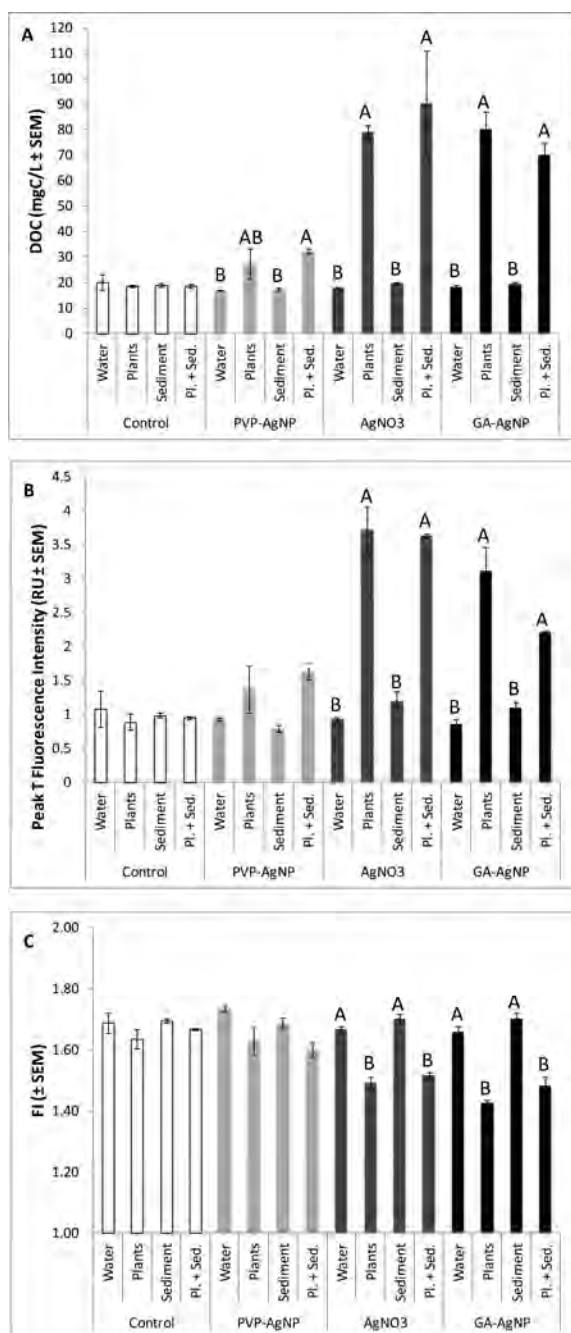 A
DOC (mgC/L ± SEM)
120
110
100
90
80
70
60
50
40
30
20
10
0
B AB B A B A B A B A B A
Water Plants Sediment Pl. + Sed. Water Plants Sediment Pl. + Sed. Water Plants Sediment Pl. + Sed. Water Plants Sediment Pl. + Sed.
Control PVP-AgNP AgNO3 GA-AgNP
B
Peak T Fluorescence Intensity (RU ± SEM)
4.5
4
3.5
3
2.5
2
1.5
1
0.5
0
B A B A B A B A
Water Plants Sediment Pl. + Sed. Water Plants Sediment Pl. + Sed. Water Plants Sediment Pl. + Sed. Water Plants Sediment Pl. + Sed.
Control PVP-AgNP AgNO3 GA-AgNP
C
FI (± SEM)
2.00
1.80
1.60
1.40
1.20
1.00
A B A B A B A B
Water Plants Sediment Pl. + Sed. Water Plants Sediment Pl. + Sed. Water Plants Sediment Pl. + Sed. Water Plants Sediment Pl. + Sed.
Control PVP-AgNP AgNO3 GA-AgNP